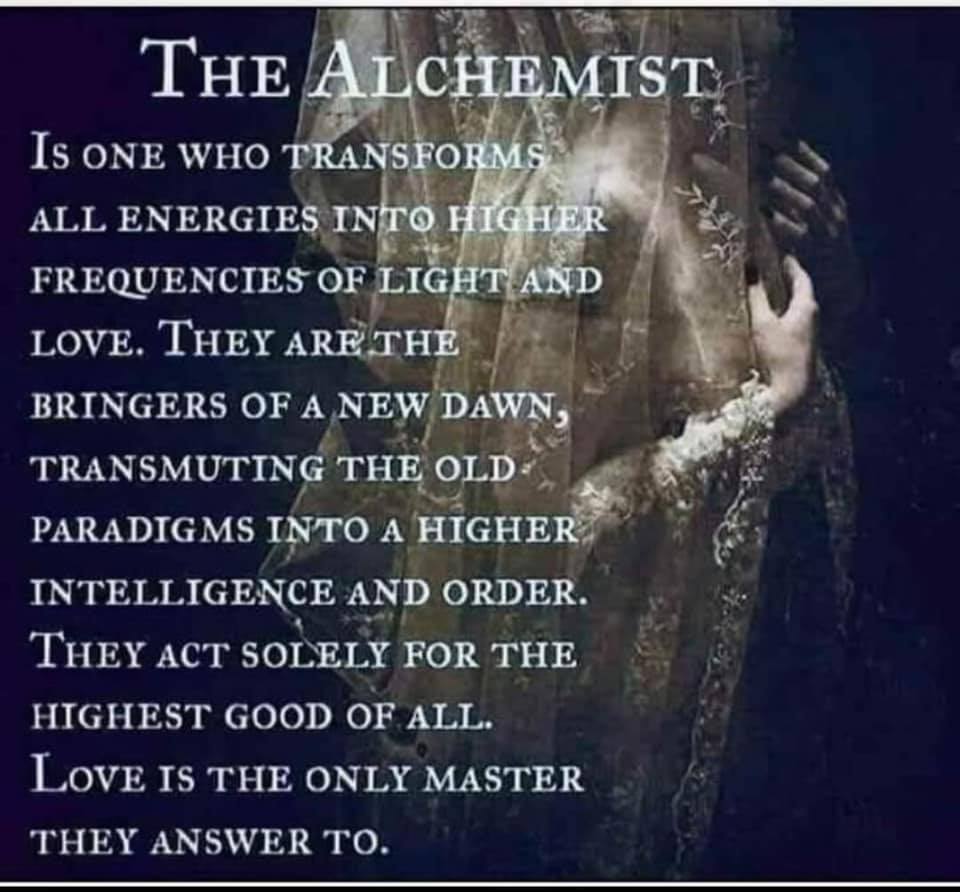 The Alchemist
Is one who transforms
all energies into higher
frequencies of light and
love. They are the
bringers of a new dawn,
transmuting the old
paradigms into a higher
intelligence and order.
They act solely for the
highest good of all.
Love is the only master
they answer to.